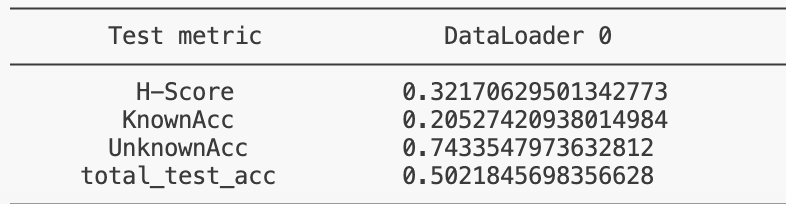 Test metric DataLoader 0
H-Score 0.32170629501342773
KnownAcc 0.20527420938014984
UnknownAcc 0.7433547973632812
total_test_acc 0.5021845698356628